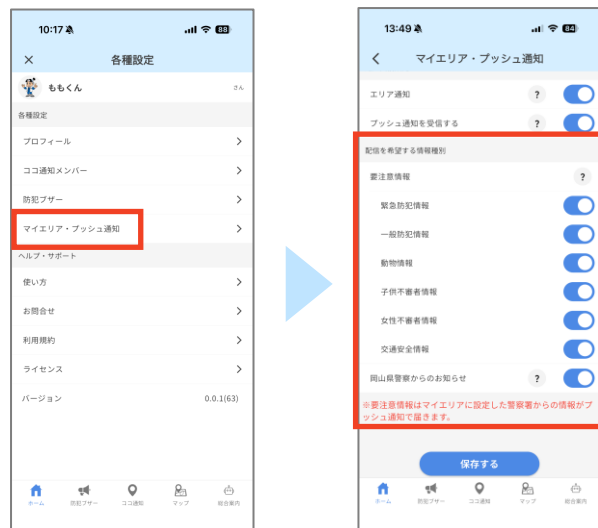 10:17
88
各種設定
ももくん
さん
各種設定
プロフィール
ココ通知メンバー
防犯ブザー
マイエリア・プッシュ通知
ヘルプ・サポート
使い方
お問合せ
利用規約
ライセンス
バージョン
0.0.1(63)
ホーム
防犯ブザー
ココ通知
マップ
総合案内
13:49
84
マイエリア・プッシュ通知
エリア通知
?
プッシュ通知を受信する
?
配信を希望する情報種別
要注意情報
?
緊急防犯情報
一般防犯情報
動物情報
子供不審者情報
女性不審者情報
交通安全情報
岡山県警察からのお知らせ
?
※要注意情報はマイエリアに設定した警察署からの情報がプ
ッシュ通知で届きます。
保存する
ホーム
防犯ブザー
ココ通知
マップ
総合案内